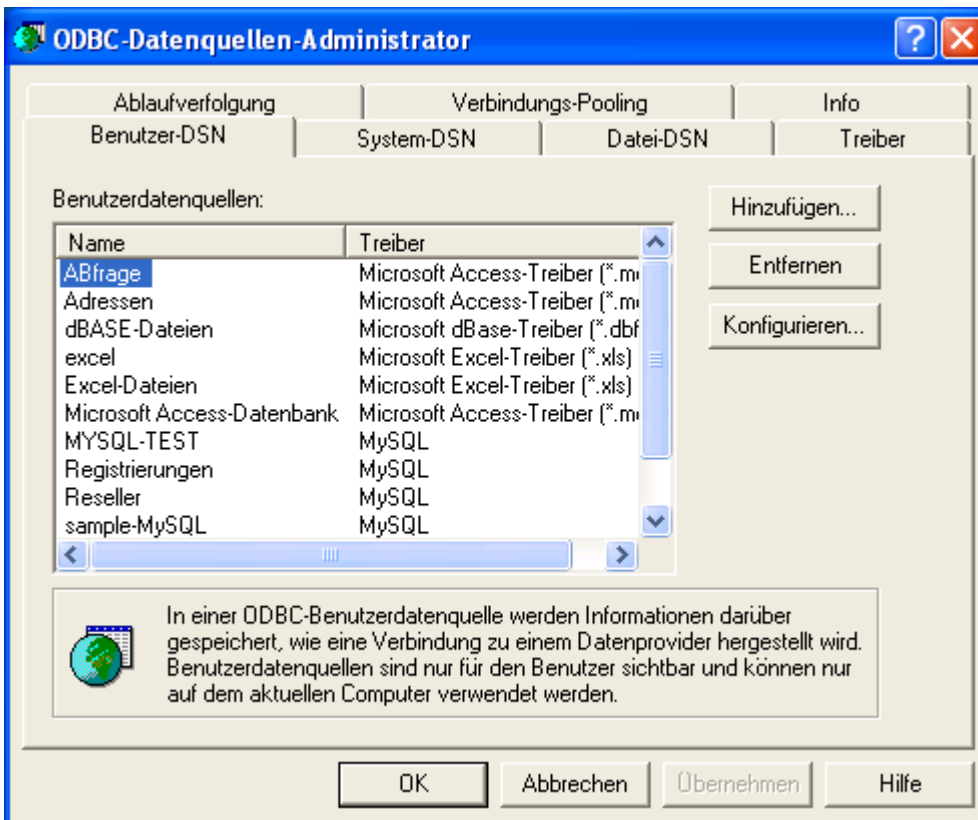 ODBC-Datenquellen-Administrator
Ablaufverfolgung Verbindungs-Pooling Info
Benutzer-DSN System-DSN Datei-DSN Treiber
Benutzerdatenquellen:
Hinzufügen...
Name Treiber
ABfrage Microsoft Access-Treiber (*.m
Entfernen
Adressen Microsoft Access-Treiber (*.m
dBASE-Dateien Microsoft dBase-Treiber (*.dbf
Konfigurieren...
excel Microsoft Excel-Treiber (*.xls)
Excel-Dateien Microsoft Excel-Treiber (*.xls)
Microsoft Access-Datenbank Microsoft Access-Treiber (*.m
MYSQL-TEST MySQL
Registrierungen MySQL
Reseller MySQL
sample-MySQL MySQL
In einer ODBC-Benutzerdatenquelle werden Informationen darüber
gespeichert, wie eine Verbindung zu einem Datenprovider hergestellt wird.
Benutzerdatenquellen sind nur für den Benutzer sichtbar und können nur
auf dem aktuellen Computer verwendet werden.
OK Abbrechen Übernehmen Hilfe